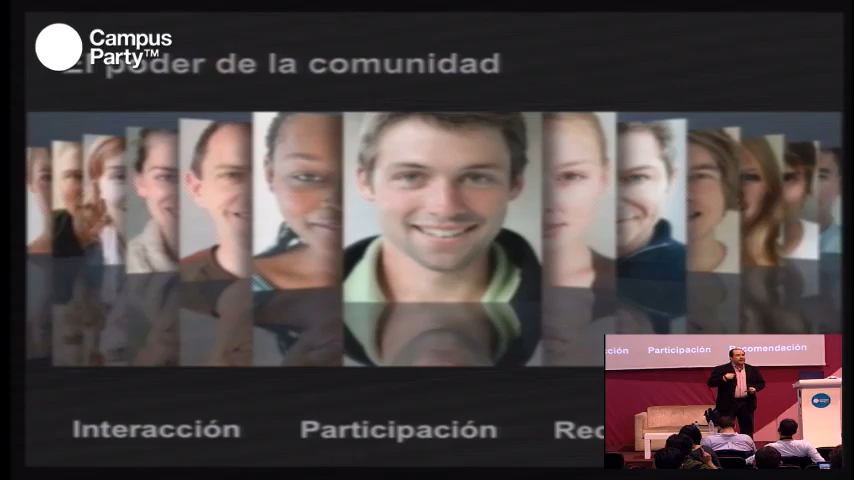 Campus
Party™
El poder de la comunidad
Interacción Participación Rec
ción Participación Recomendación